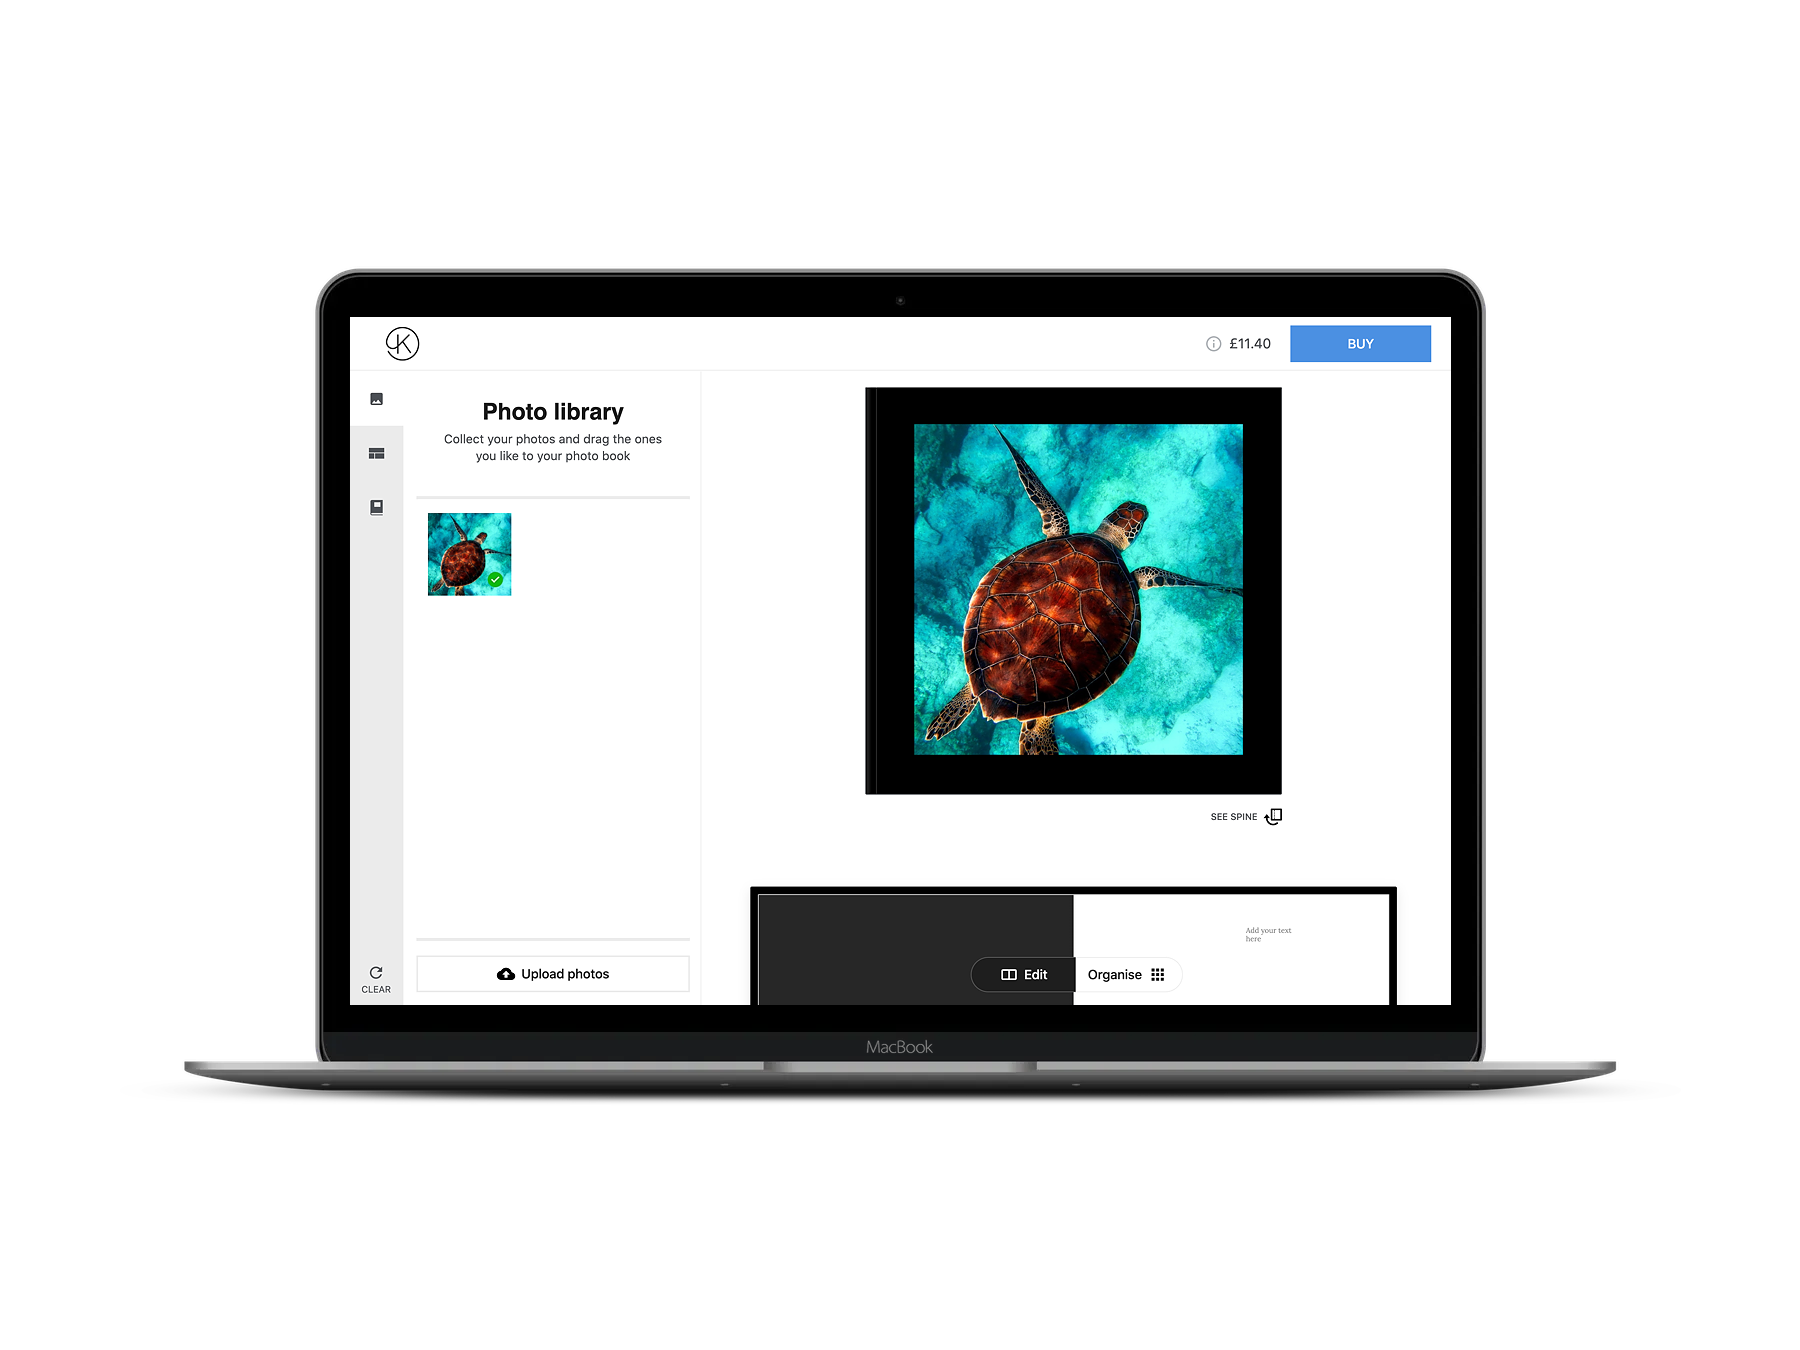 K
£11.40
BUY
Photo library
Collect your photos and drag the ones
you like to your photo book
SEE SPINE
Add your text
here
Upload photos
Edit
Organise
CLEAR
MacBook